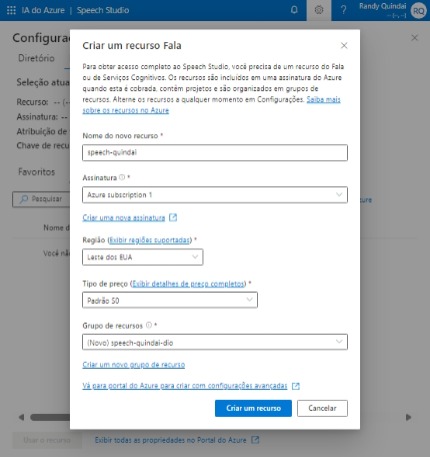 IA do Azure | Speech Studio
Randy Quindai
RQ
Configura
Criar um recurso Fala
Diretório
Para obter acesso completo ao Speech Studio, você precisa de um recurso do Fala
ou de Serviços Cognitivos. Os recursos são incluídos em uma assinatura do Azure
quando esta é cobrada, contém projetos e são organizados em grupos de
recursos. Alterne os recursos a qualquer momento em Configurações. Saiba mais
sobre os recursos no Azure
Seleção atua
Recurso: -- (--
Assinatura: --
Atribuição de
Chave de recur
Nome do novo recurso *
speech-quindai
Favoritos
Assinatura *
Azure subscription 1
Pesquisar
Criar uma nova assinatura
Nome d
Região (Exibir regiões suportadas) *
Leste dos EUA
Você nã
Tipo de preço (Exibir detalhes de preço completos) *
Padrão S0
Grupo de recursos *
(Novo) speech-quindai-dio
Criar um novo grupo de recurso
Vá para portal do Azure para criar com configurações avançadas
Criar um recurso
Cancelar
Usar o recurso
Exibir todas as propriedades no Portal do Azure